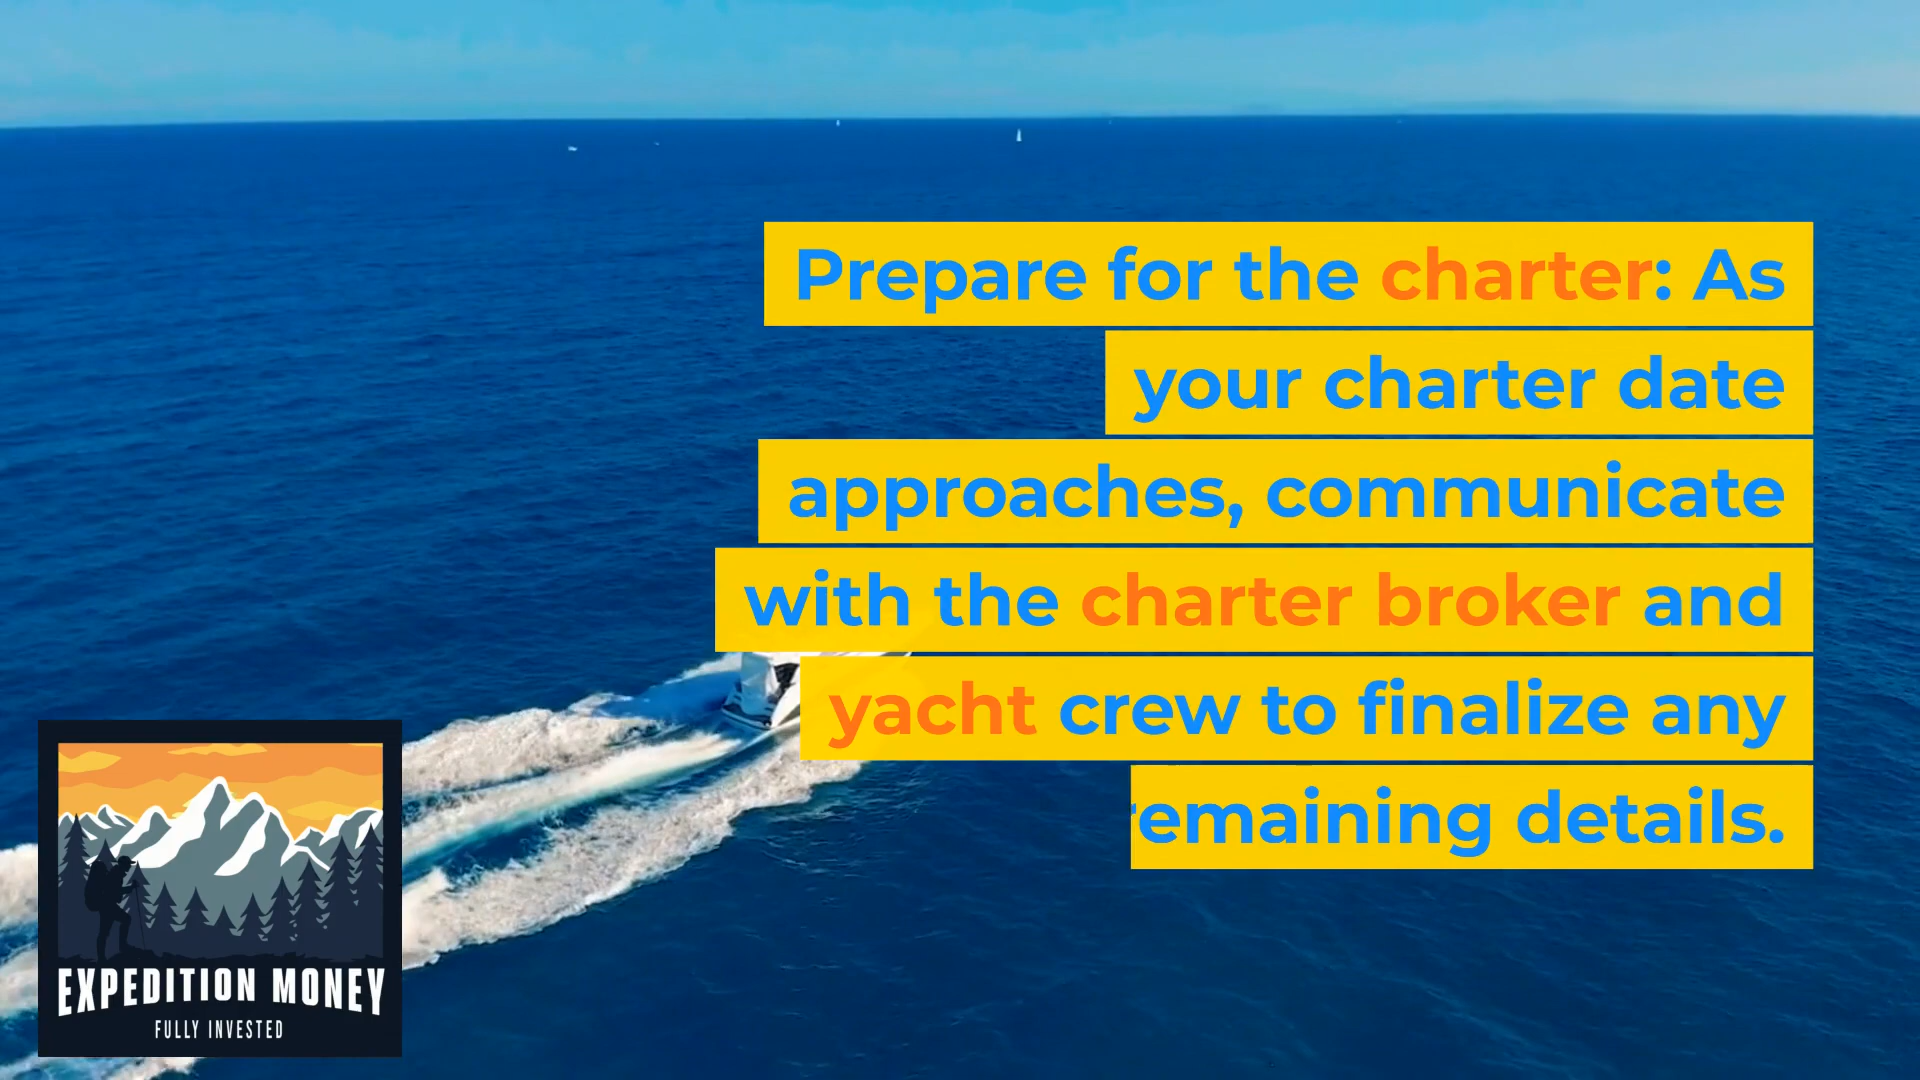 Prepare for the charter: As
your charter date
approaches, communicate
with the charter broker and
yacht crew to finalize any
emaining details.
EXPEDITION MONEY
FULLY INVESTED